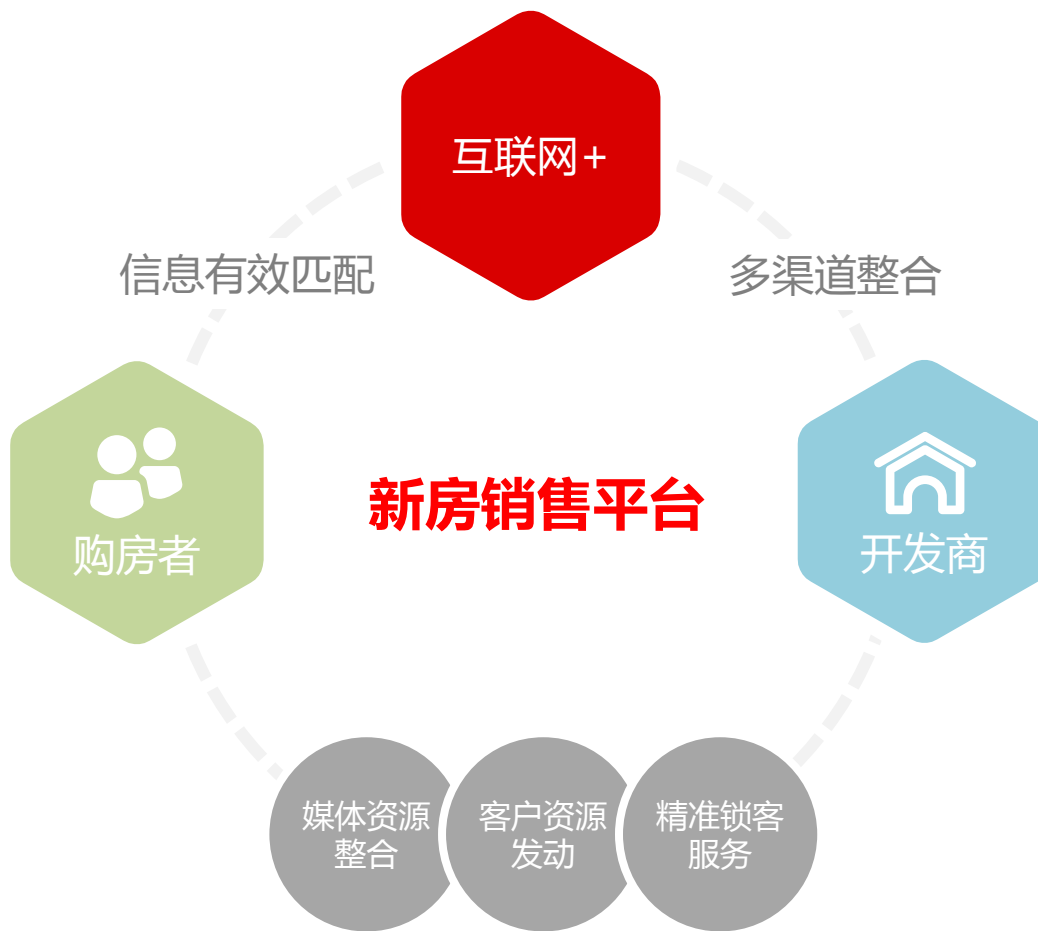 互联网+
信息有效匹配
多渠道整合
新房销售平台
购房者
开发商
媒体资源
整合
客户资源
发动
精准锁客
服务